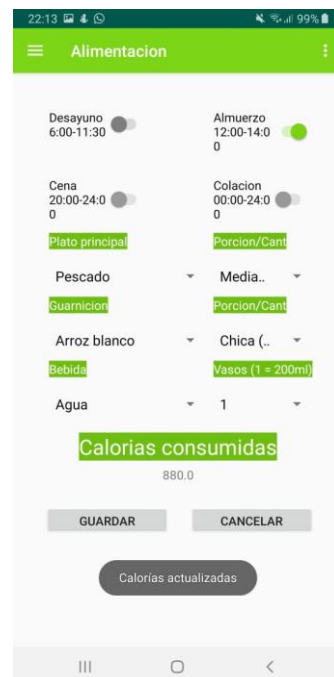 22:13 99%
Alimentacion
Desayuno
6:00-11:30
Almuerzo
12:00-14:0
0
Cena
20:00-24:0
0
Colacion
00:00-24:0
0
Plato principal Porcion/Cant
Pescado Media..
Guarnicion Porcion/Cant
Arroz blanco Chica (..
Bebida Vasos (1 = 200ml)
Agua 1
Calorias consumidas
880.0
GUARDAR CANCELAR
Calorías actualizadas